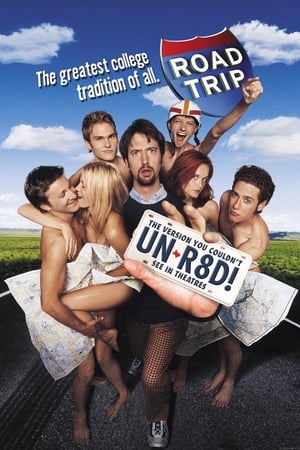 The greatest college
tradition of all.
ROAD
TRIP
THE VERSION YOU COULDN'T
UN R8D!
SEE IN THEATRES